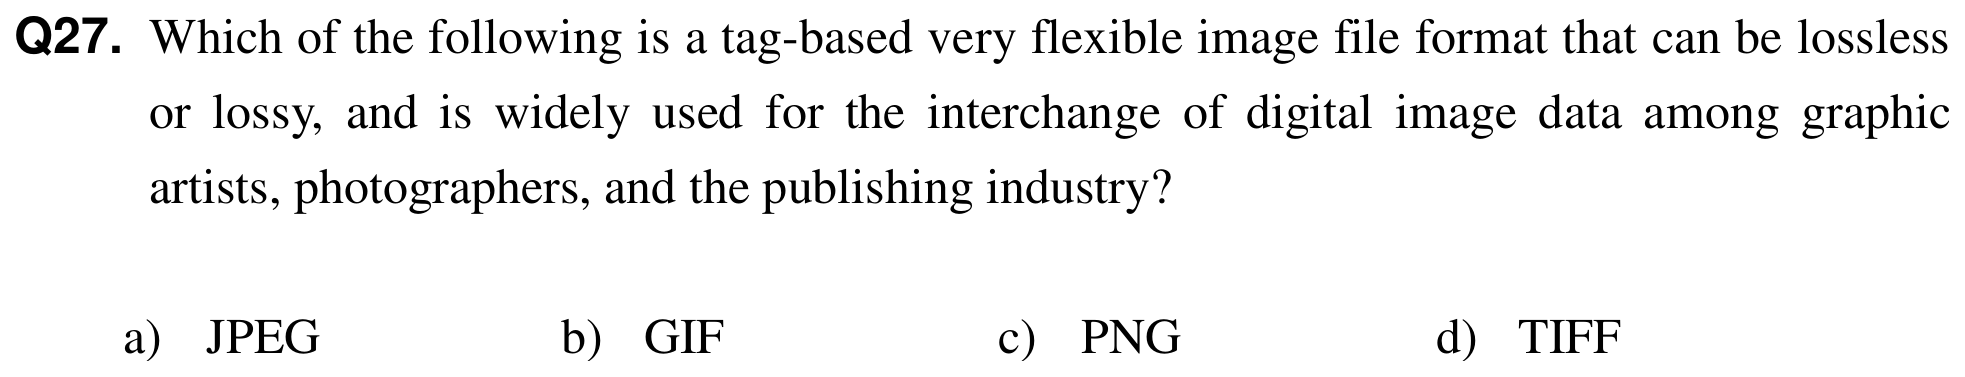 Q27. Which of the following is a tag-based very flexible image file format that can be lossless
or lossy, and is widely used for the interchange of digital image data among graphic
artists, photographers, and the publishing industry?
a) JPEG b) GIF c) PNG d) TIFF